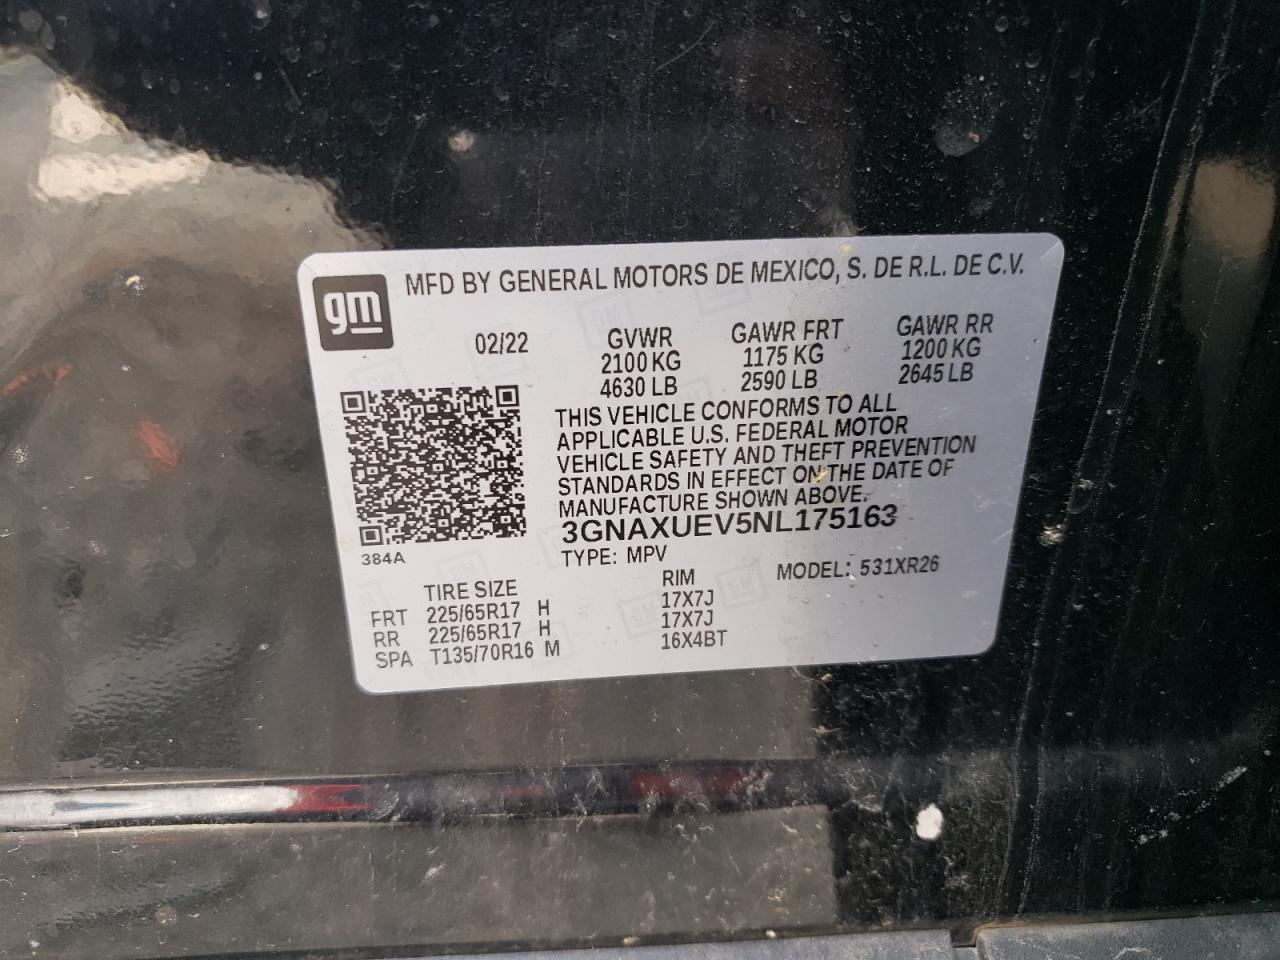 gm
MFD BY GENERAL MOTORS DE MEXICO, S. DE R.L. DE C.V.
02/22 GVWR GAWR FRT GAWR RR
2100 KG 1175 KG 1200 KG
4630 LB 2590 LB 2645 LB
THIS VEHICLE CONFORMS TO ALL
APPLICABLE U.S. FEDERAL MOTOR
VEHICLE SAFETY AND THEFT PREVENTION
STANDARDS IN EFFECT ON THE DATE OF
MANUFACTURE SHOWN ABOVE.
3GNAXUEV5NL175163
384A
TYPE: MPV MODEL: 531XR26
TIRE SIZE RIM
FRT 225/65R17 H 17X7J
RR 225/65R17 H 17X7J
SPA T135/70R16 M 16X4BT